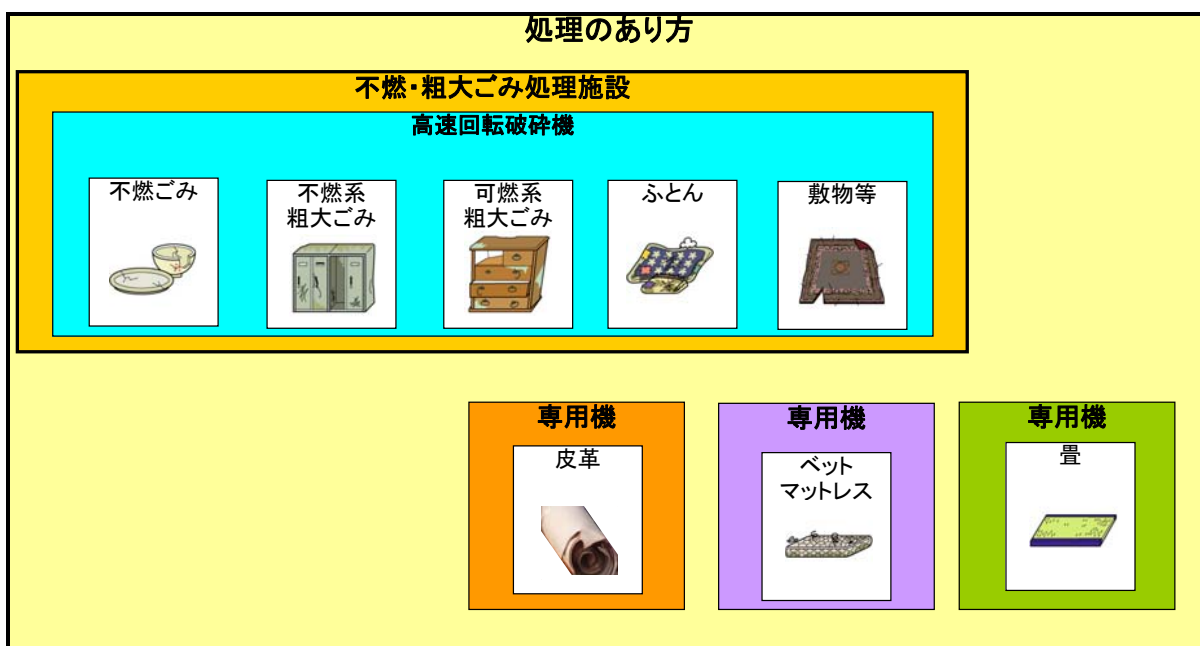 処理のあり方
不燃・粗大ごみ処理施設
高速回転破砕機
不燃ごみ
不燃系
粗大ごみ
可燃系
粗大ごみ
ふとん
敷物等
専用機
皮革
専用機
ベット
マットレス
専用機
畳